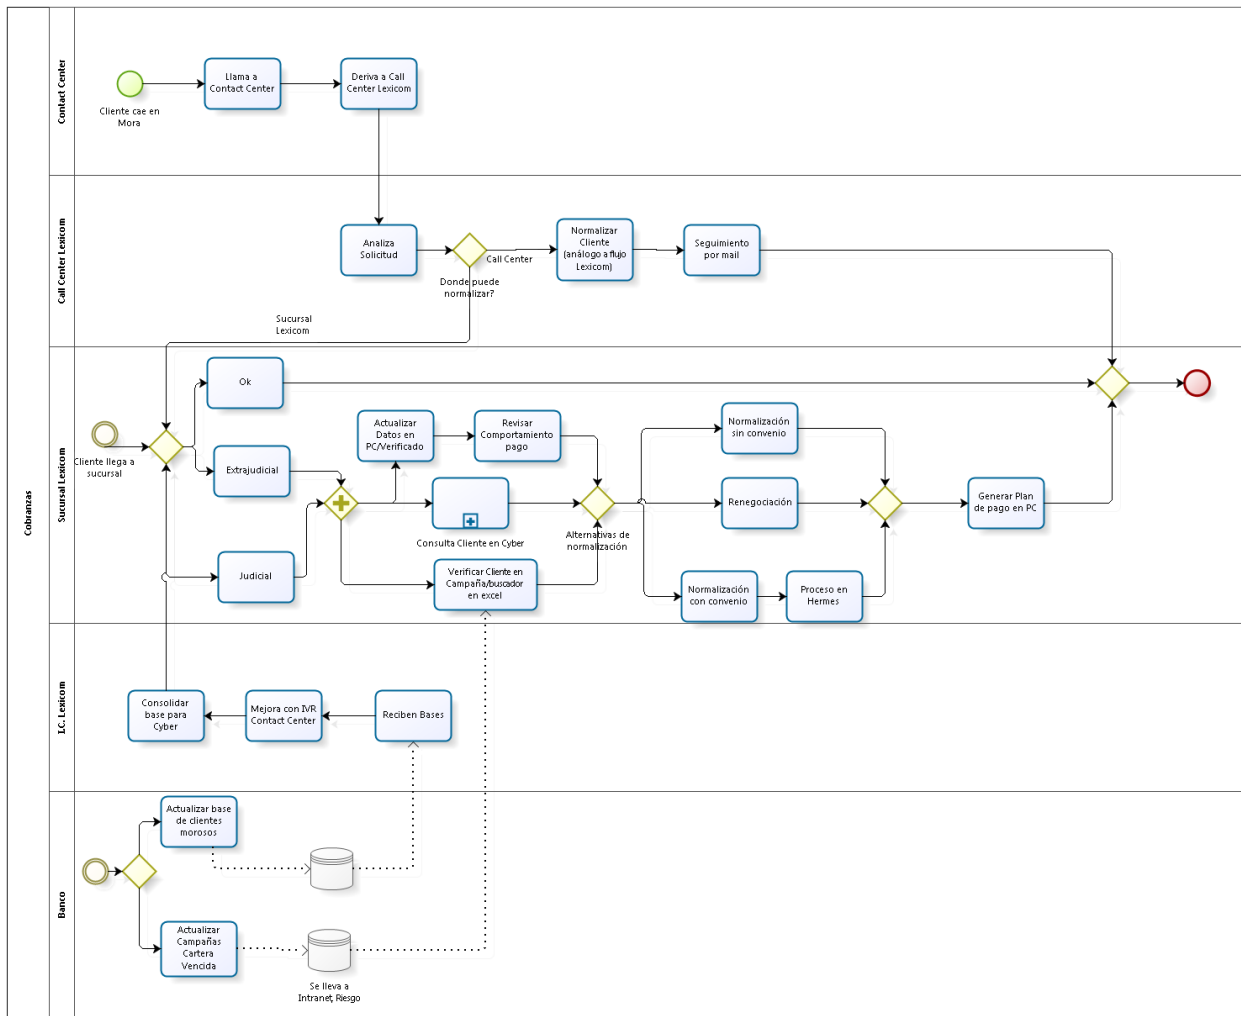 Cobranzas
Contact Center
Cliente cae en
Mora
Llama a
Contact Center
Deriva a Call
Center Lexicom
Call Center Lexicom
Analiza
Solicitud
Donde puede
normalizar?
Call Center
Normalizar
Cliente
(análogo a flujo
Lexicom)
Seguimiento
por mail
Sucursal
Lexicom
Sucursal Lexicom
Cliente llega a
sucursal
Ok
Extrajudicial
Judicial
Actualizar
Datos en
PC/Verificado
Revisar
Comportamiento
pago
Consulta Cliente en Cyber
Verificar Cliente en
Campaña/buscador
en excel
Alternativas de
normalización
Normalización
sin convenio
Renegociación
Normalización
con convenio
Proceso en
Hermes
Generar Plan
de pago en PC
I.C. Lexicom
Consolidar
base para
Cyber
Mejora con IVR
Contact Center
Reciben Bases
Banco
Actualizar base
de clientes
morosos
Actualizar
Campañas
Cartera
Vencida
Se lleva a
Intranet, Riesgo